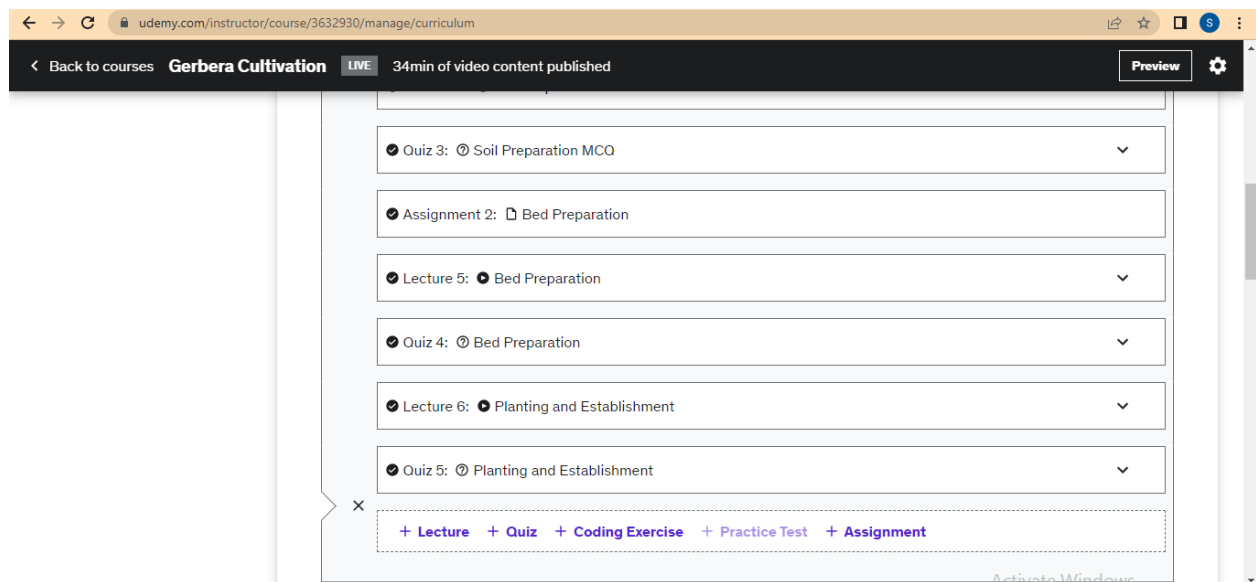 udemy.com/instructor/course/3632930/manage/curriculum
S
Back to courses Gerbera Cultivation LIVE 34min of video content published Preview
Quiz 3: Soil Preparation MCQ
Assignment 2: Bed Preparation
Lecture 5: Bed Preparation
Quiz 4: Bed Preparation
Lecture 6: Planting and Establishment
Quiz 5: Planting and Establishment
+ Lecture + Quiz + Coding Exercise + Practice Test + Assignment
Activate Windows